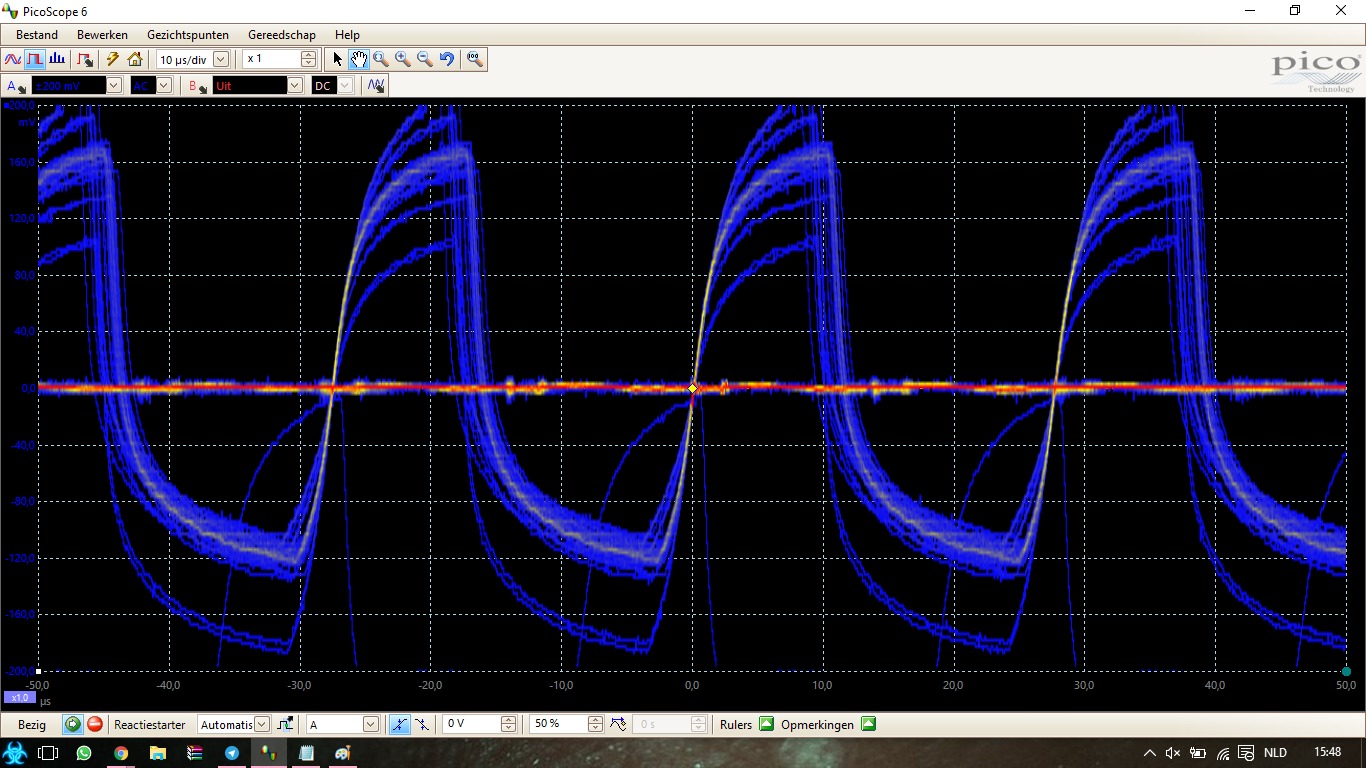 PicoScope 6
Bestand Bewerken Gezichtspunten Gereedschap Help
10 µs/div x 1
pico
Technology
A ±200 mV AC B Uit DC
200,0
mV
160,0
120,0
80,0
40,0
0,0
-40,0
-80,0
-120,0
-160,0
-200,0
x1.0
-50,0 -40,0 -30,0 -20,0 -10,0 0,0 10,0 20,0 30,0 40,0 50,0
µs
Bezig Reactiestarter Automatis A 0 V 50 % 0 s Rulers Opmerkingen
NLD 15:48